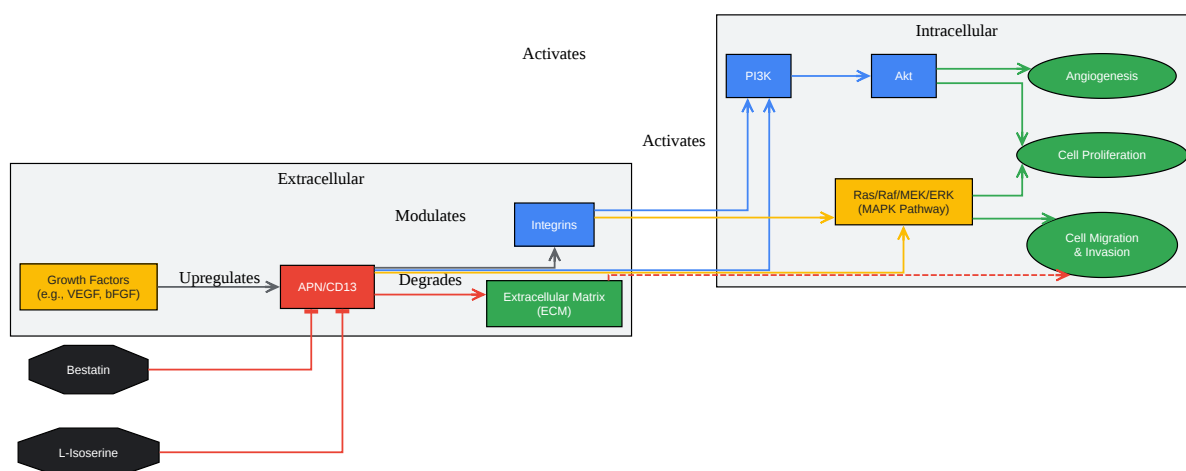 Intracellular
Activates
PI3K
Akt
Angiogenesis
Activates
Cell Proliferation
Extracellular
Ras/Raf/MEK/ERK
(MAPK Pathway)
Modulates
Integrins
Cell Migration
& Invasion
Growth Factors
(e.g., VEGF, bFGF)
Upregulates
APN/CD13
Degrades
Extracellular Matrix
(ECM)
Bestatin
L-Isoserine